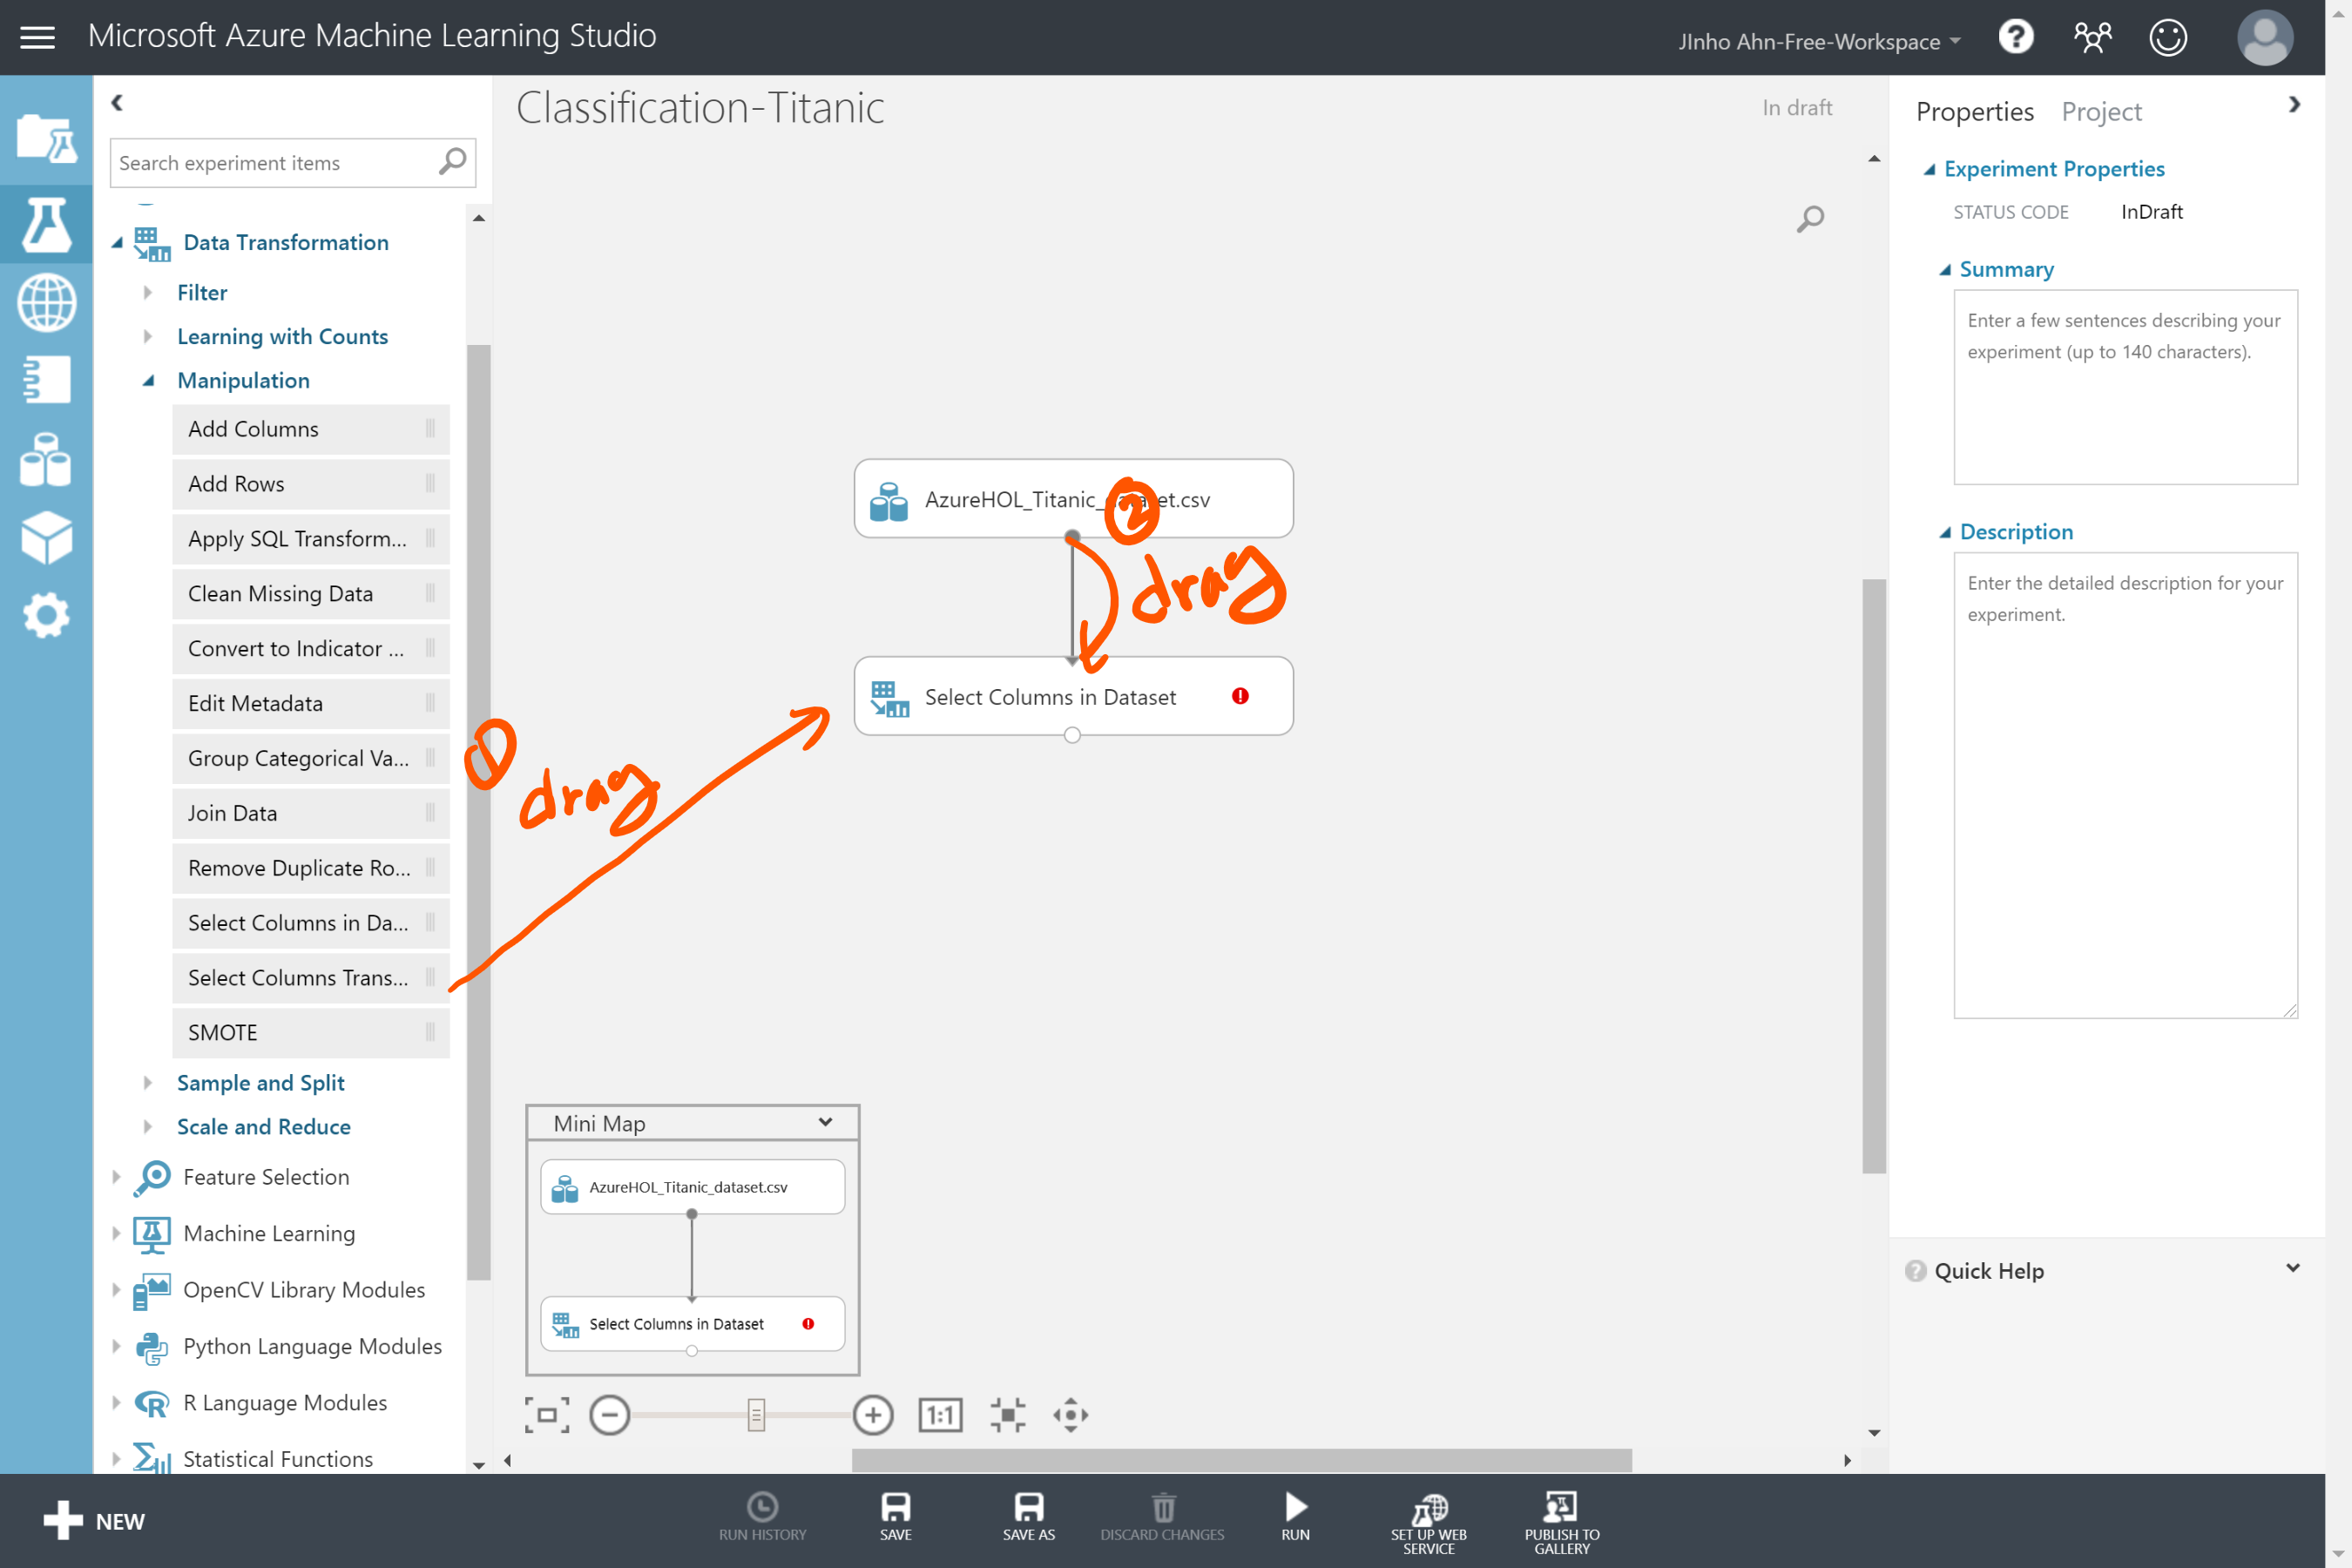 Microsoft Azure Machine Learning Studio
JInho Ahn-Free-Workspace
?
Search experiment items
Data Transformation
Filter
Learning with Counts
Manipulation
Add Columns
Add Rows
Apply SQL Transform...
Clean Missing Data
Convert to Indicator ...
Edit Metadata
Group Categorical Va...
Join Data
Remove Duplicate Ro...
Select Columns in Da...
Select Columns Trans...
SMOTE
Sample and Split
Scale and Reduce
Feature Selection
Machine Learning
OpenCV Library Modules
Python Language Modules
R Language Modules
Statistical Functions
Classification-Titanic
In draft
AzureHOL_Titanic_dataset.csv
② drag
Select Columns in Dataset
① drag
Mini Map
AzureHOL_Titanic_dataset.csv
Select Columns in Dataset
1:1
Properties Project
Experiment Properties
STATUS CODE InDraft
Summary
Enter a few sentences describing your
experiment (up to 140 characters).
Description
Enter the detailed description for your
experiment.
? Quick Help
NEW
RUN HISTORY
SAVE
SAVE AS
DISCARD CHANGES
RUN
SET UP WEB
SERVICE
PUBLISH TO
GALLERY